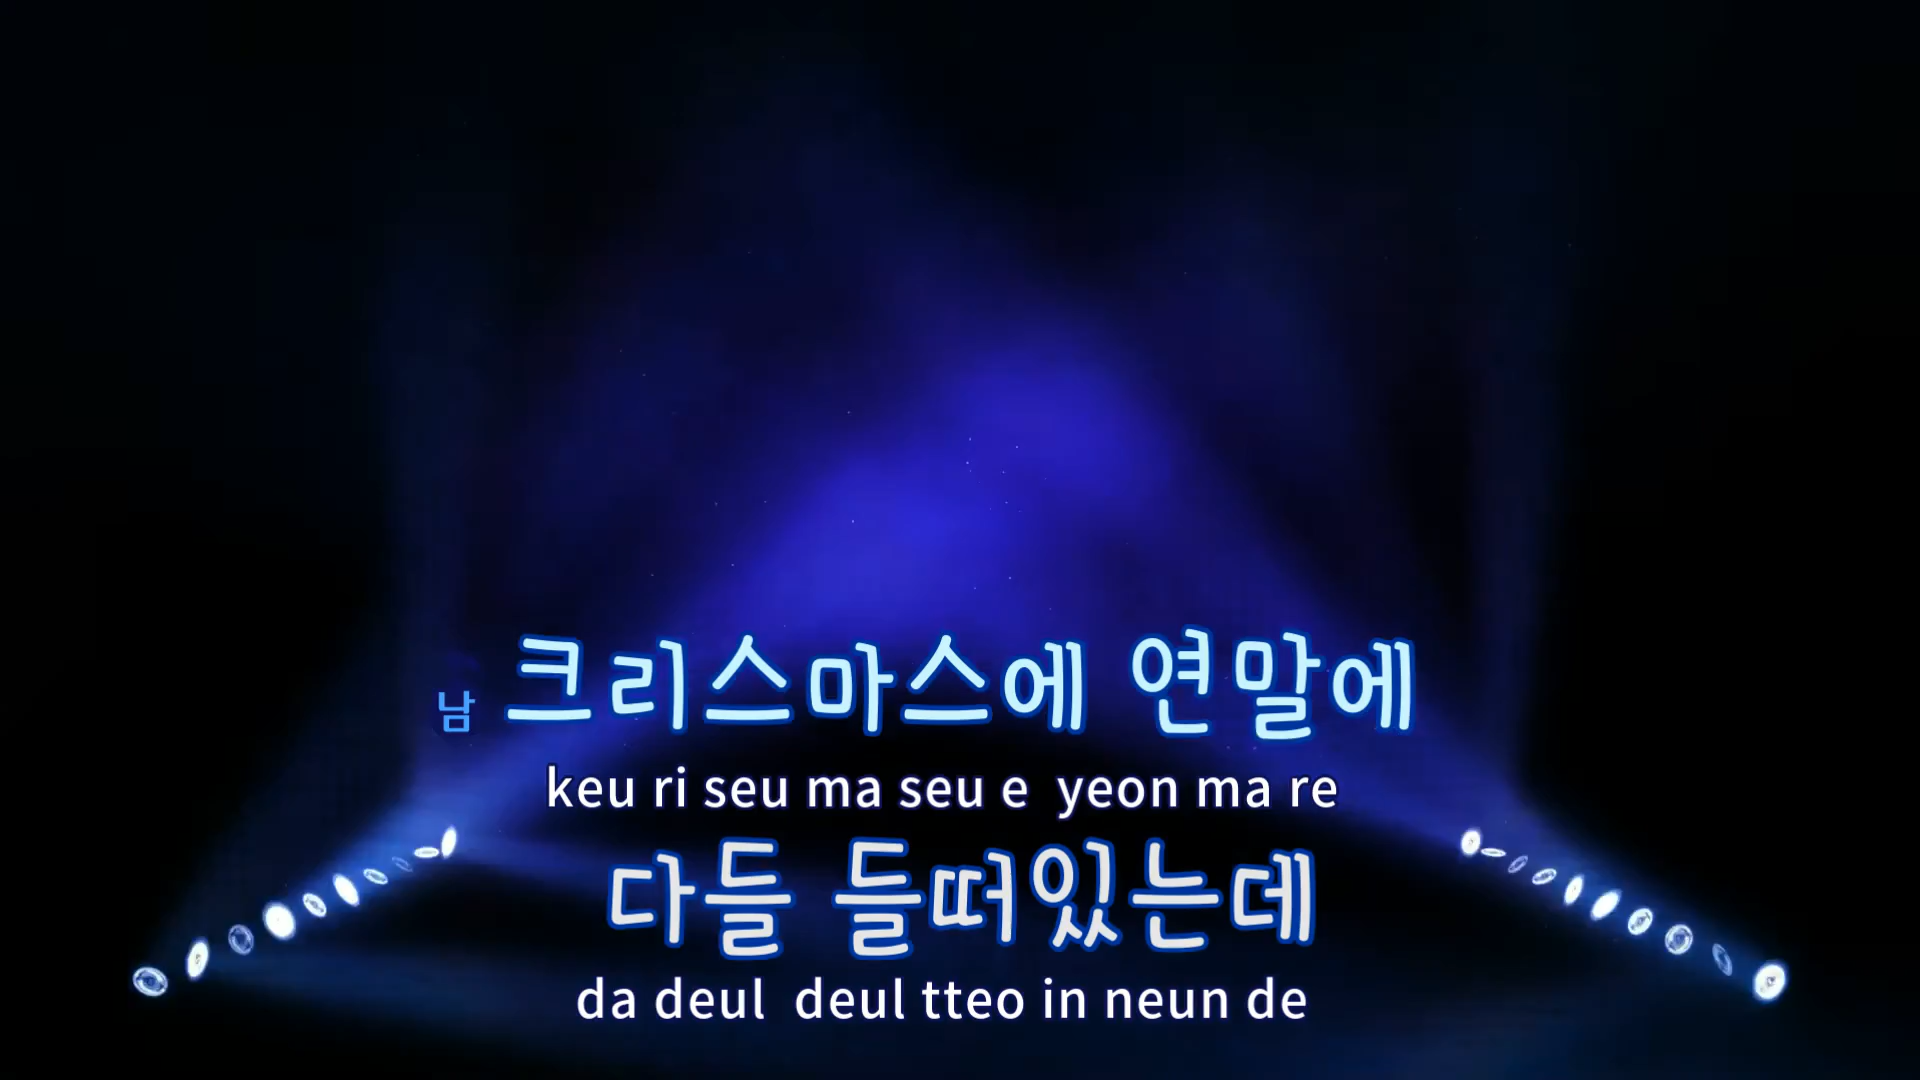 남 크리스마스에 연말에
keu ri seu ma seu e yeon ma re
다들 들떠있는데
da deul deul tteo in neun de